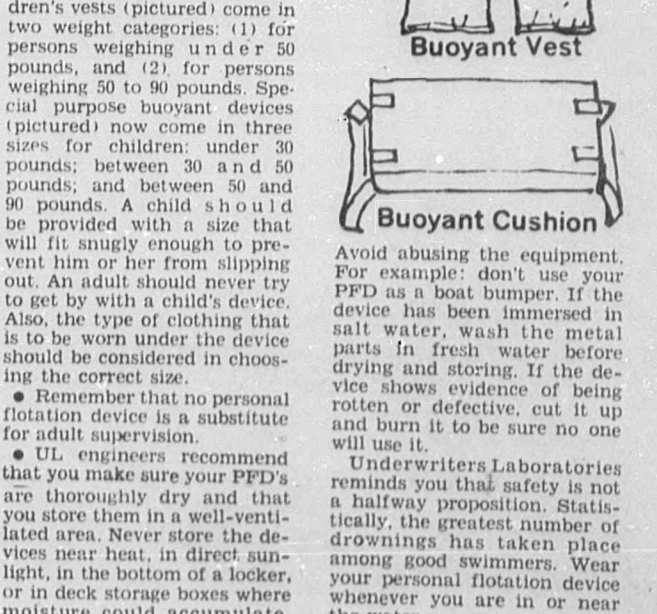 dren's vests (pictured) come in
two weight categories: (1) for
persons weighing under 50
pounds, and (2) for persons
weighing 50 to 90 pounds. Spe-
cial purpose buoyant devices
(pictured) now come in three
sizes for children: under 30
pounds; between 30 and 50
pounds; and between 50 and
90 pounds. A child should
be provided with a size that
will fit snugly enough to pre-
vent him or her from slipping
out. An adult should never try
to get by with a child's device.
Also, the type of clothing that
is to be worn under the device
should be considered in choos-
ing the correct size.
● Remember that no personal
flotation device is a substitute
for adult supervision.
● UL engineers recommend
that you make sure your PFD's
are thoroughly dry and that
you store them in a well-venti-
lated area. Never store the de-
vices near heat, in direct sun-
light, in the bottom of a locker,
or in deck storage boxes where
moisture could accumulate.
Buoyant Vest
Buoyant Cushion
Avoid abusing the equipment.
For example: don't use your
PFD as a boat bumper. If the
device has been immersed in
salt water, wash the metal
parts in fresh water before
drying and storing. If the de-
vice shows evidence of being
rotten or defective, cut it up
and burn it to be sure no one
will use it.
Underwriters Laboratories
reminds you that safety is not
a halfway proposition. Statis-
tically, the greatest number of
drownings has taken place
among good swimmers. Wear
your personal flotation device
whenever you are in or near